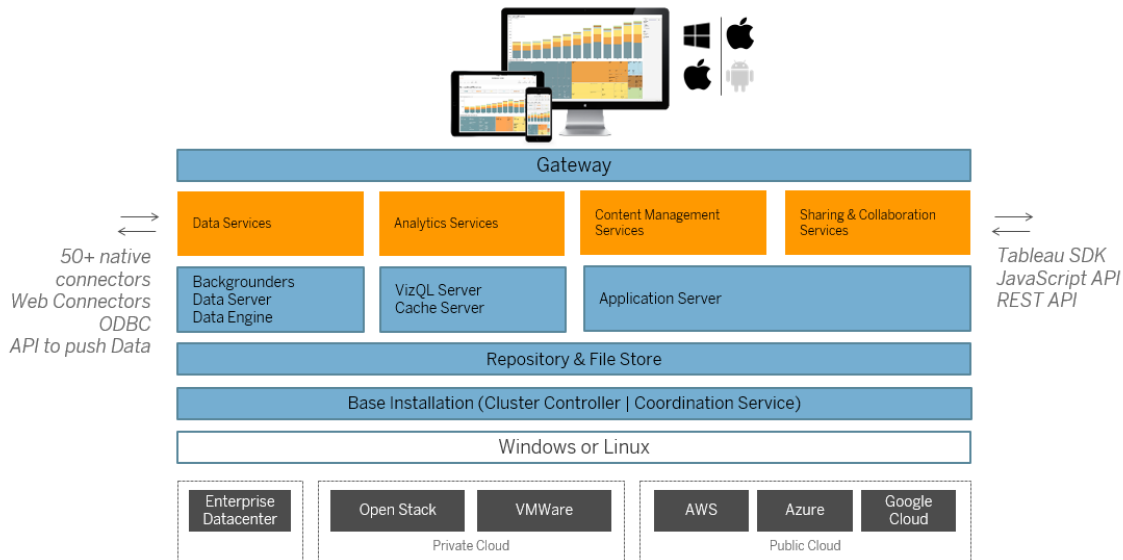 Gateway
Data Services
Analytics Services
Content Management
Services
Sharing & Collaboration
Services
50+ native
connectors
Web Connectors
ODBC
API to push Data
Backgrounders
Data Server
Data Engine
VizQL Server
Cache Server
Application Server
Tableau SDK
JavaScript API
REST API
Repository & File Store
Base Installation (Cluster Controller | Coordination Service)
Windows or Linux
Enterprise
Datacenter
Open Stack
VMWare
Private Cloud
AWS
Azure
Google
Cloud
Public Cloud